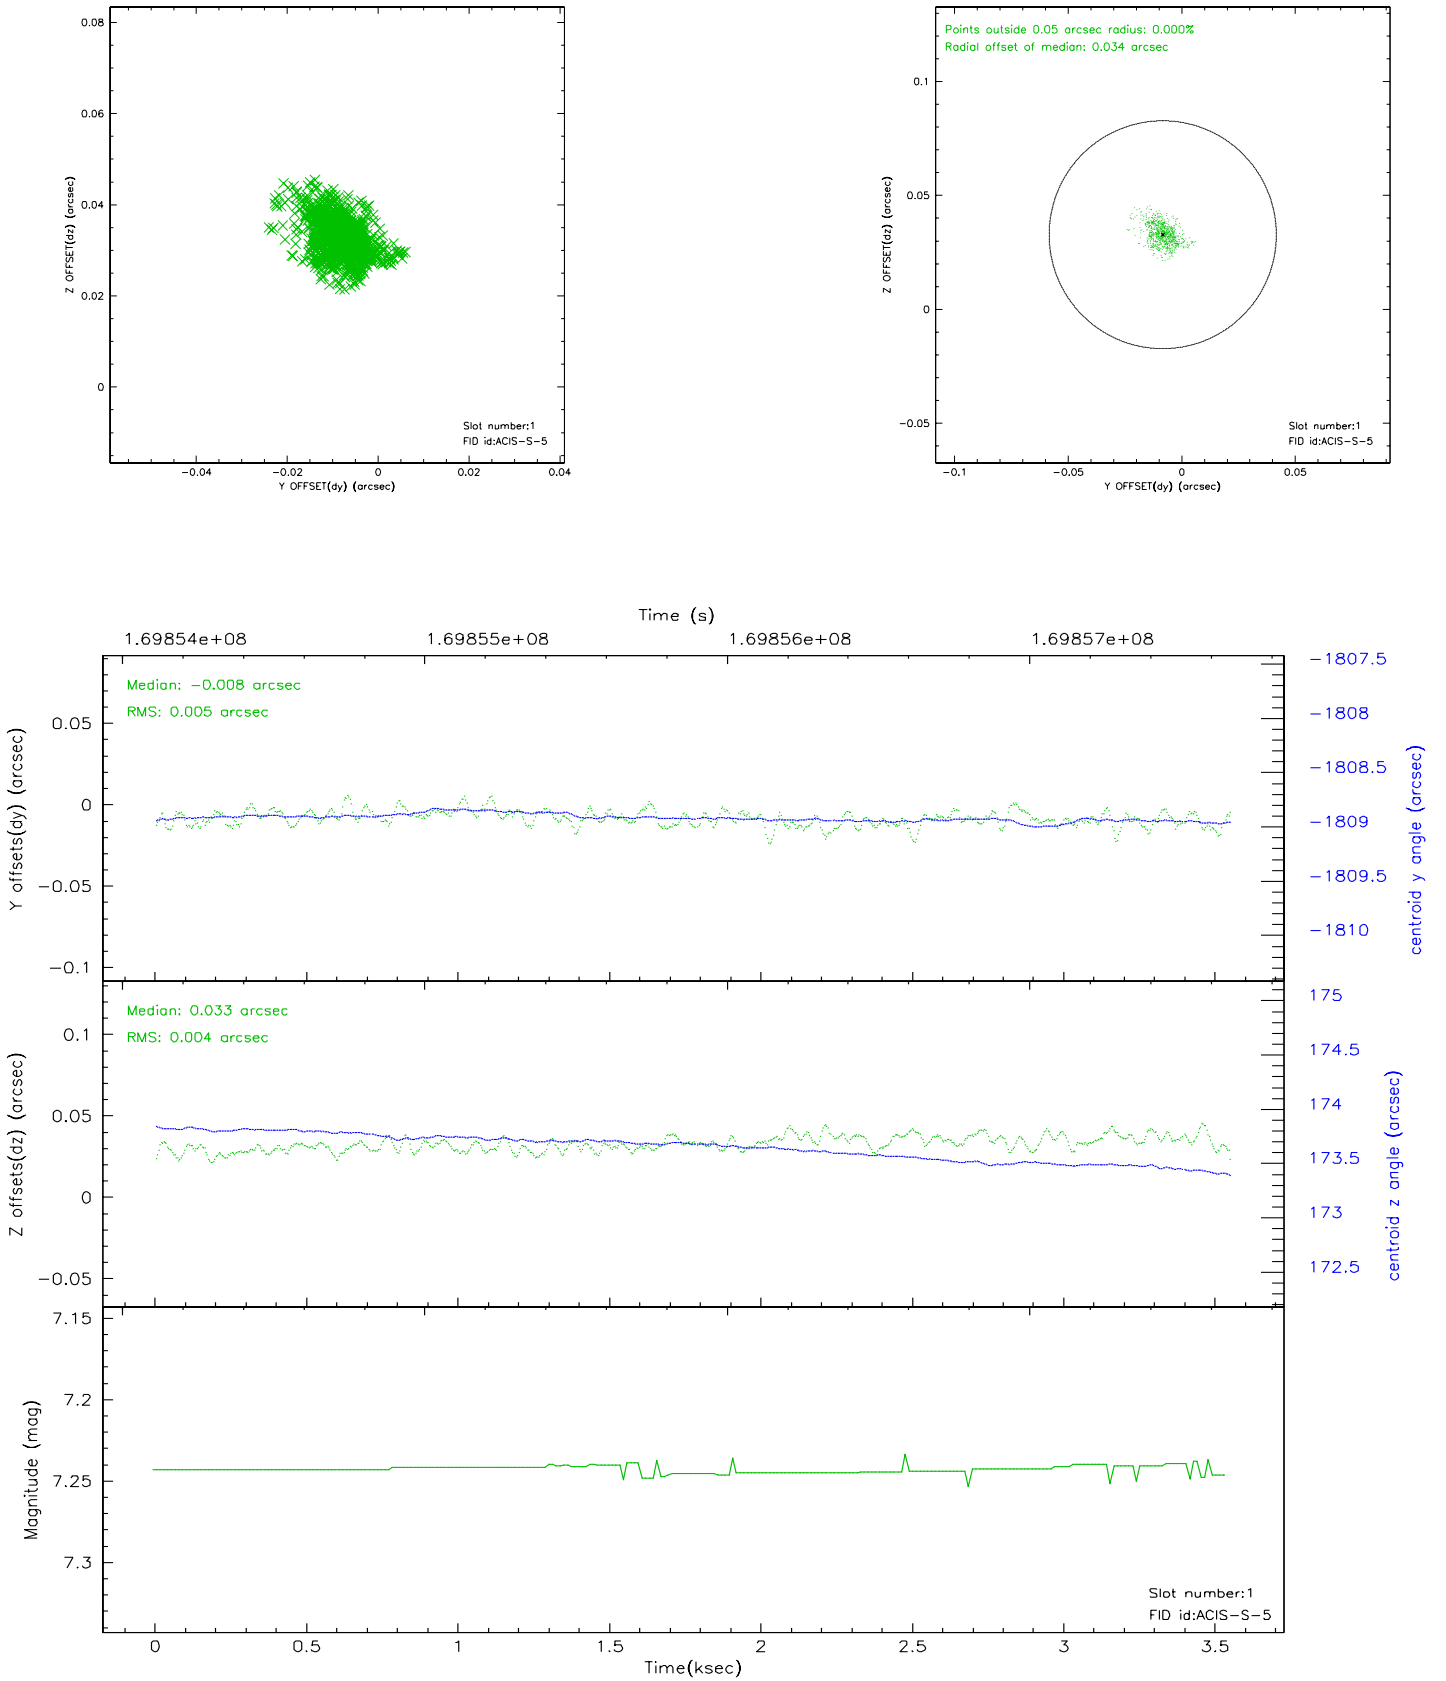 0.08
0.06
0.04
0.02
0
Z OFFSET(dz) (arcsec)
Slot number:1
FID id:ACIS-S-5
-0.04
-0.02
0
0.02
0.04
Y OFFSET(dy) (arcsec)
Points outside 0.05 arcsec radius: 0.000%
Radial offset of median: 0.034 arcsec
0.1
0.05
0
-0.05
Z OFFSET(dz) (arcsec)
Slot number:1
FID id:ACIS-S-5
-0.1
-0.05
0
0.05
Y OFFSET(dy) (arcsec)
Time (s)
1.69854e+08
1.69855e+08
1.69856e+08
1.69857e+08
Median: -0.008 arcsec
RMS: 0.005 arcsec
0.05
0
-0.05
-0.1
Y offsets(dy) (arcsec)
-1807.5
-1808
-1808.5
-1809
-1809.5
-1810
centroid y angle (arcsec)
Median: 0.033 arcsec
RMS: 0.004 arcsec
0.1
0.05
0
-0.05
Z offsets(dz) (arcsec)
175
174.5
174
173.5
173
172.5
centroid z angle (arcsec)
7.15
7.2
7.25
7.3
Magnitude (mag)
Slot number:1
FID id:ACIS-S-5
0
0.5
1
1.5
2
2.5
3
3.5
Time(ksec)